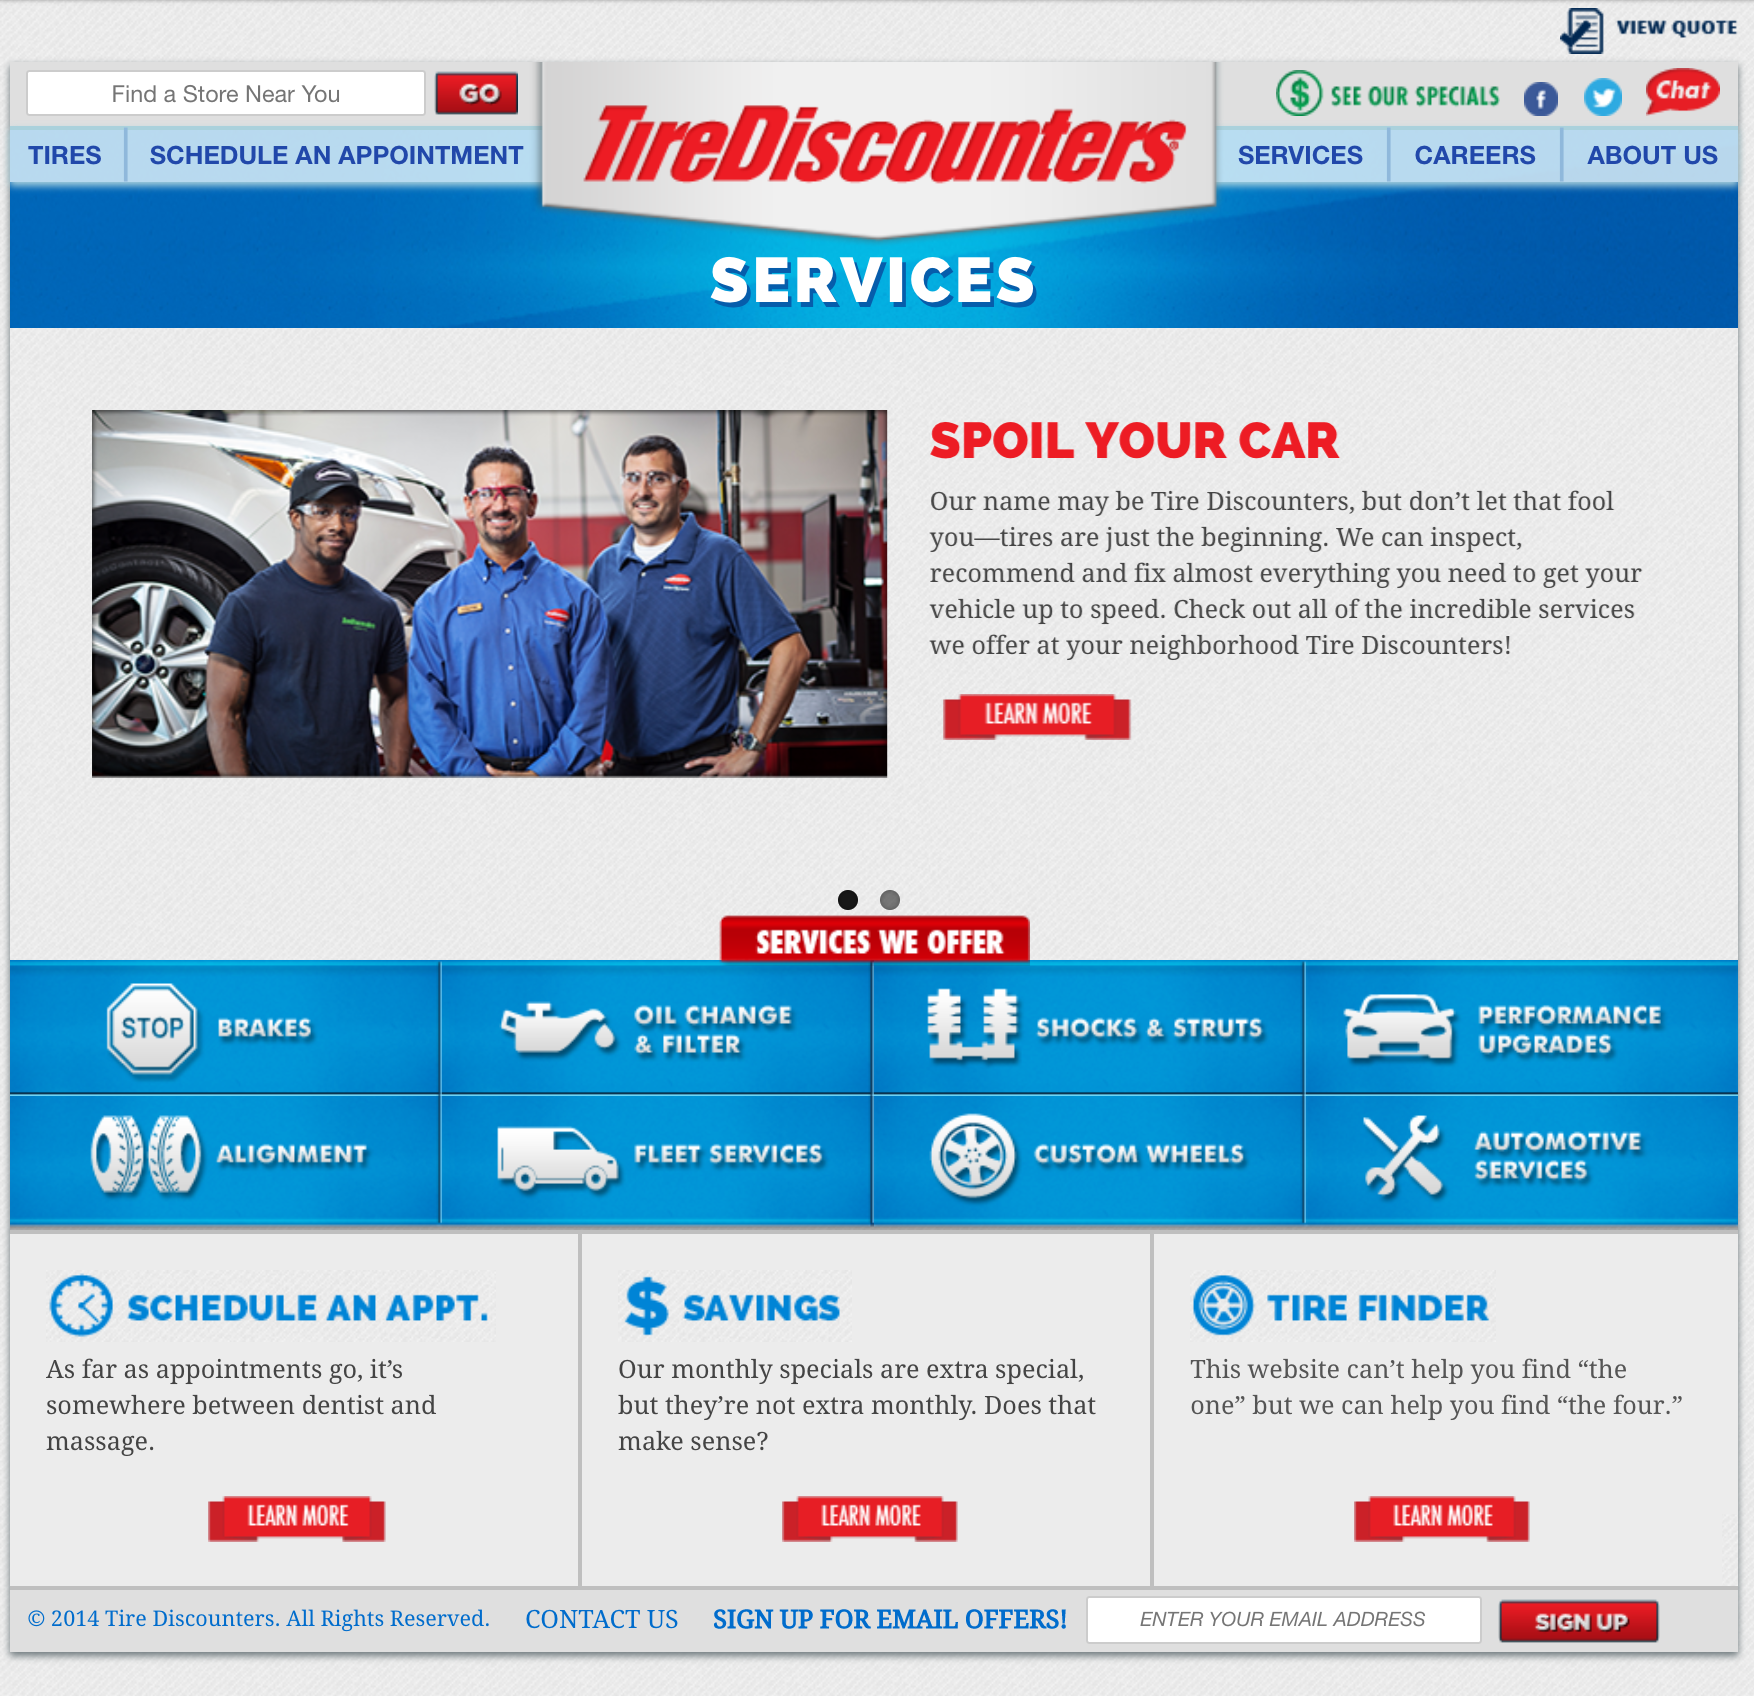 VIEW QUOTE
Find a Store Near You
GO
TireDiscounters®
SEE OUR SPECIALS
f
Chat
TIRES
SCHEDULE AN APPOINTMENT
SERVICES
CAREERS
ABOUT US
SERVICES
SPOIL YOUR CAR
Our name may be Tire Discounters, but don’t let that fool
you—tires are just the beginning. We can inspect,
recommend and fix almost everything you need to get your
vehicle up to speed. Check out all of the incredible services
we offer at your neighborhood Tire Discounters!
LEARN MORE
SERVICES WE OFFER
STOP
BRAKES
OIL CHANGE
& FILTER
SHOCKS & STRUTS
PERFORMANCE
UPGRADES
ALIGNMENT
FLEET SERVICES
CUSTOM WHEELS
AUTOMOTIVE
SERVICES
SCHEDULE AN APPT.
As far as appointments go, it’s
somewhere between dentist and
massage.
LEARN MORE
$ SAVINGS
Our monthly specials are extra special,
but they’re not extra monthly. Does that
make sense?
LEARN MORE
TIRE FINDER
This website can’t help you find “the
one” but we can help you find “the four.”
LEARN MORE
© 2014 Tire Discounters. All Rights Reserved.
CONTACT US
SIGN UP FOR EMAIL OFFERS!
ENTER YOUR EMAIL ADDRESS
SIGN UP